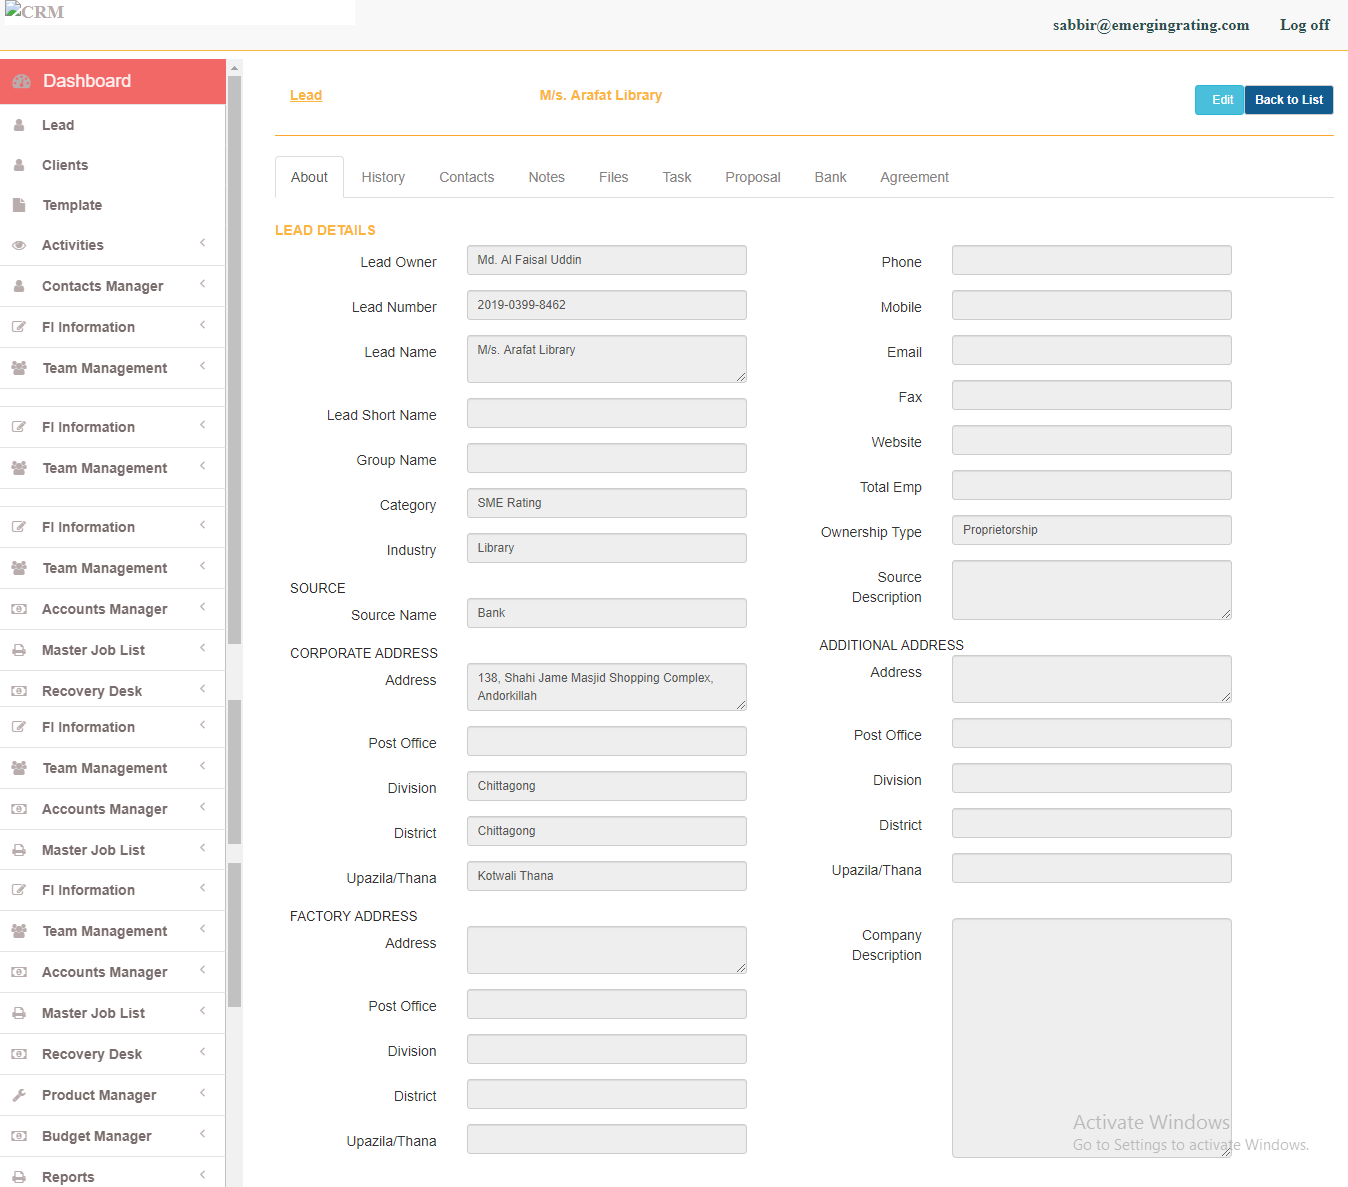 CRM
sabbir@emergingrating.com Log off
Dashboard
Lead
Clients
Template
Activities
Contacts Manager
FI Information
Team Management
FI Information
Team Management
FI Information
Team Management
Accounts Manager
Master Job List
Recovery Desk
FI Information
Team Management
Accounts Manager
Master Job List
FI Information
Team Management
Accounts Manager
Master Job List
Recovery Desk
Product Manager
Budget Manager
Reports
Lead M/s. Arafat Library Edit Back to List
About History Contacts Notes Files Task Proposal Bank Agreement
LEAD DETAILS
Lead Owner Md. Al Faisal Uddin
Lead Number 2019-0399-8462
Lead Name M/s. Arafat Library
Lead Short Name
Group Name
Category SME Rating
Industry Library
SOURCE
Source Name Bank
CORPORATE ADDRESS
Address 138, Shahi Jame Masjid Shopping Complex,
Andorkillah
Post Office
Division Chittagong
District Chittagong
Upazila/Thana Kotwali Thana
FACTORY ADDRESS
Address
Post Office
Division
District
Upazila/Thana
Phone
Mobile
Email
Fax
Website
Total Emp
Ownership Type Proprietorship
Source
Description
ADDITIONAL ADDRESS
Address
Post Office
Division
District
Upazila/Thana
Company
Description
Activate Windows
Go to Settings to activate Windows.